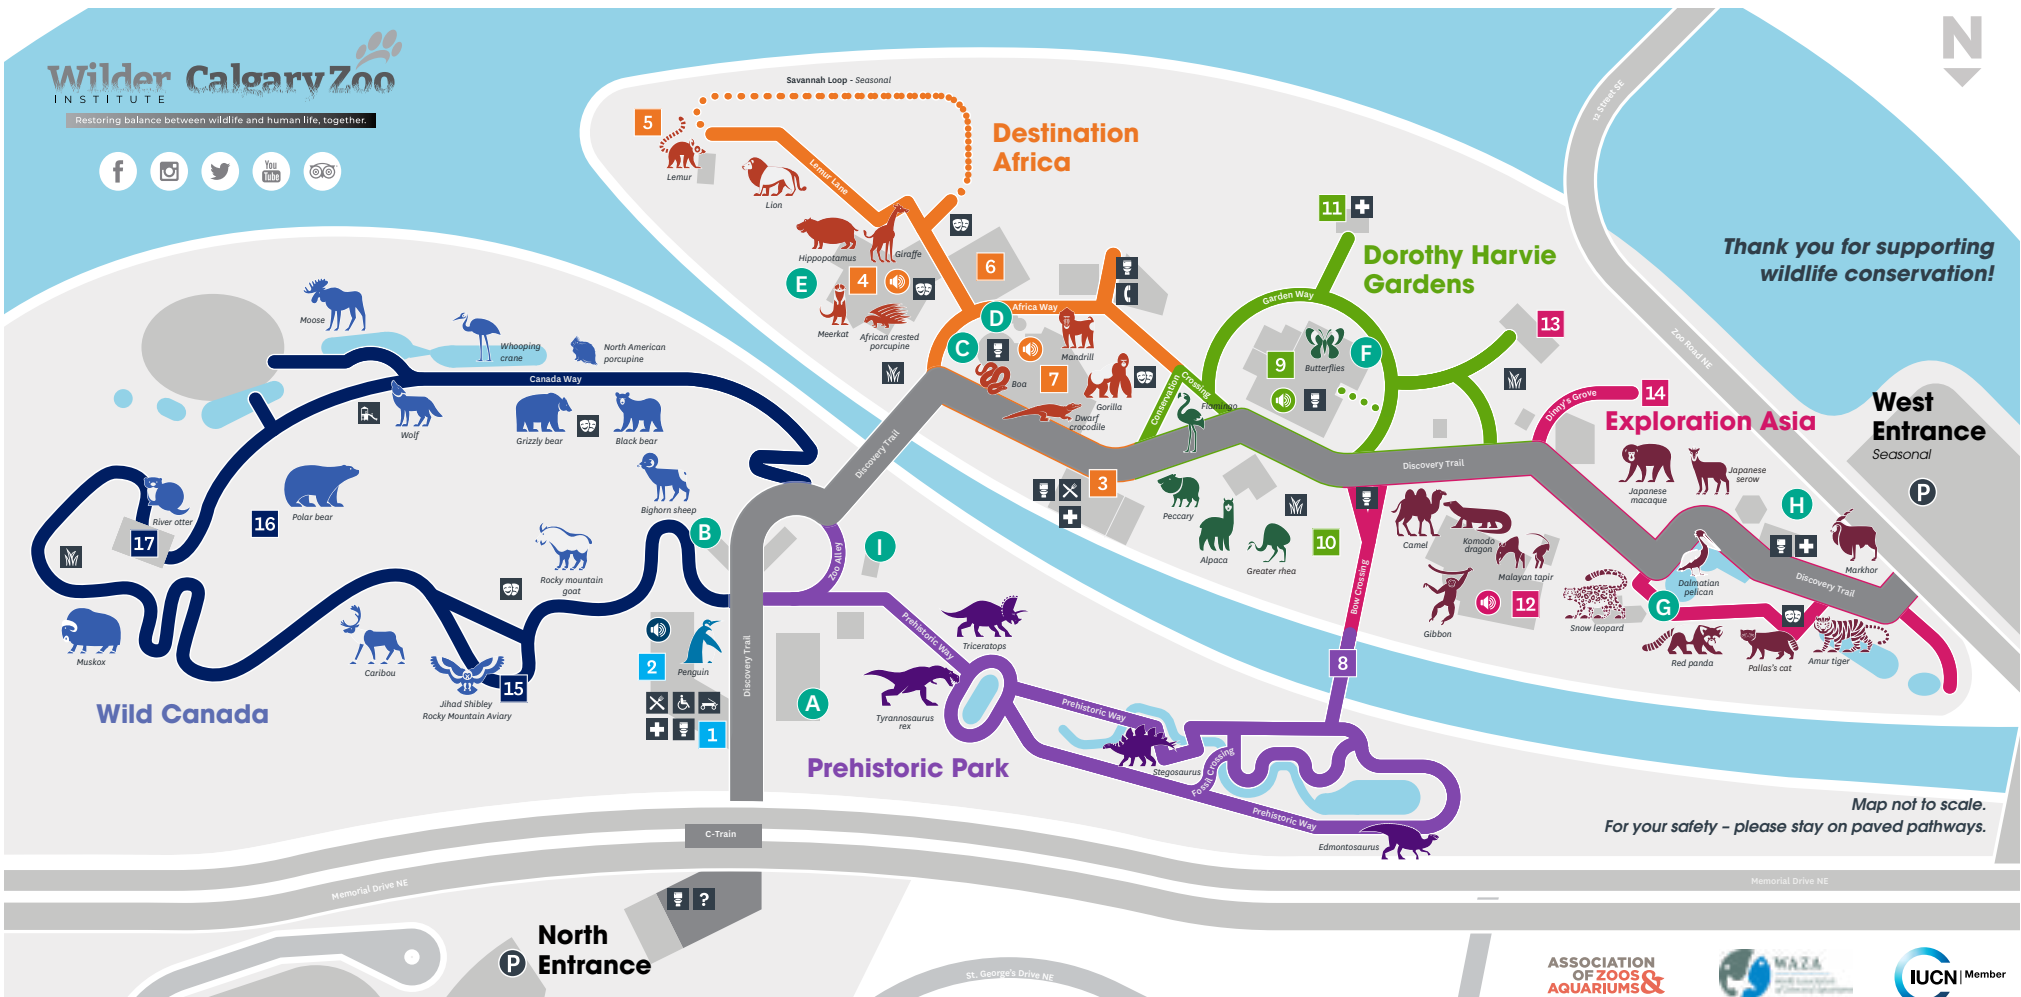 Wilder Calgary Zoo
INSTITUTE
Restoring balance between wildlife and human life, together.
You
Tube
N
Savannah Loop - Seasonal
Destination
Africa
5
Lemur
Lion
Lemur Lane
Hippopotamus
Giraffe
E
4
6
Meerkat
African crested
porcupine
D
Africa Way
C
Mandrill
Boa
7
Gorilla
Dwarf
crocodile
3
Conservation
Crossing
Flamingo
11
Dorothy Harvie
Gardens
Garden Way
9
Butterflies
F
13
12 Street SE
Zoo Road NE
Thank you for supporting
wildlife conservation!
14
Dinny's Grove
Exploration Asia
West
Entrance
Seasonal
P
Japanese
macaque
Japanese
serow
H
Markhor
Discovery Trail
Discovery Trail
Discovery Trail
Discovery Trail
Peccary
Alpaca
Greater rhea
10
Camel
Komodo
dragon
Malayan tapir
Gibbon
12
Snow leopard
Dalmatian
pelican
G
Red panda
Pallas's cat
Amur tiger
Bow Crossing
8
Moose
Whooping
crane
North American
porcupine
Canada Way
Wolf
Grizzly bear
Black bear
Bighorn sheep
River otter
17
16
Polar bear
Rocky mountain
goat
B
I
Zoo Alley
Muskox
Caribou
Jihad Shibley
Rocky Mountain Aviary
15
Wild Canada
2
Penguin
1
A
Prehistoric Way
Triceratops
Tyrannosaurus
rex
Prehistoric Park
Prehistoric Way
Stegosaurus
Fossil Crossing
Prehistoric Way
Edmontosaurus
Map not to scale.
For your safety – please stay on paved pathways.
C-Train
Memorial Drive NE
Memorial Drive NE
?
North
P Entrance
St. George's Drive NE
ASSOCIATION
OF ZOOS
AQUARIUMS &
WAZA
IUCN Member